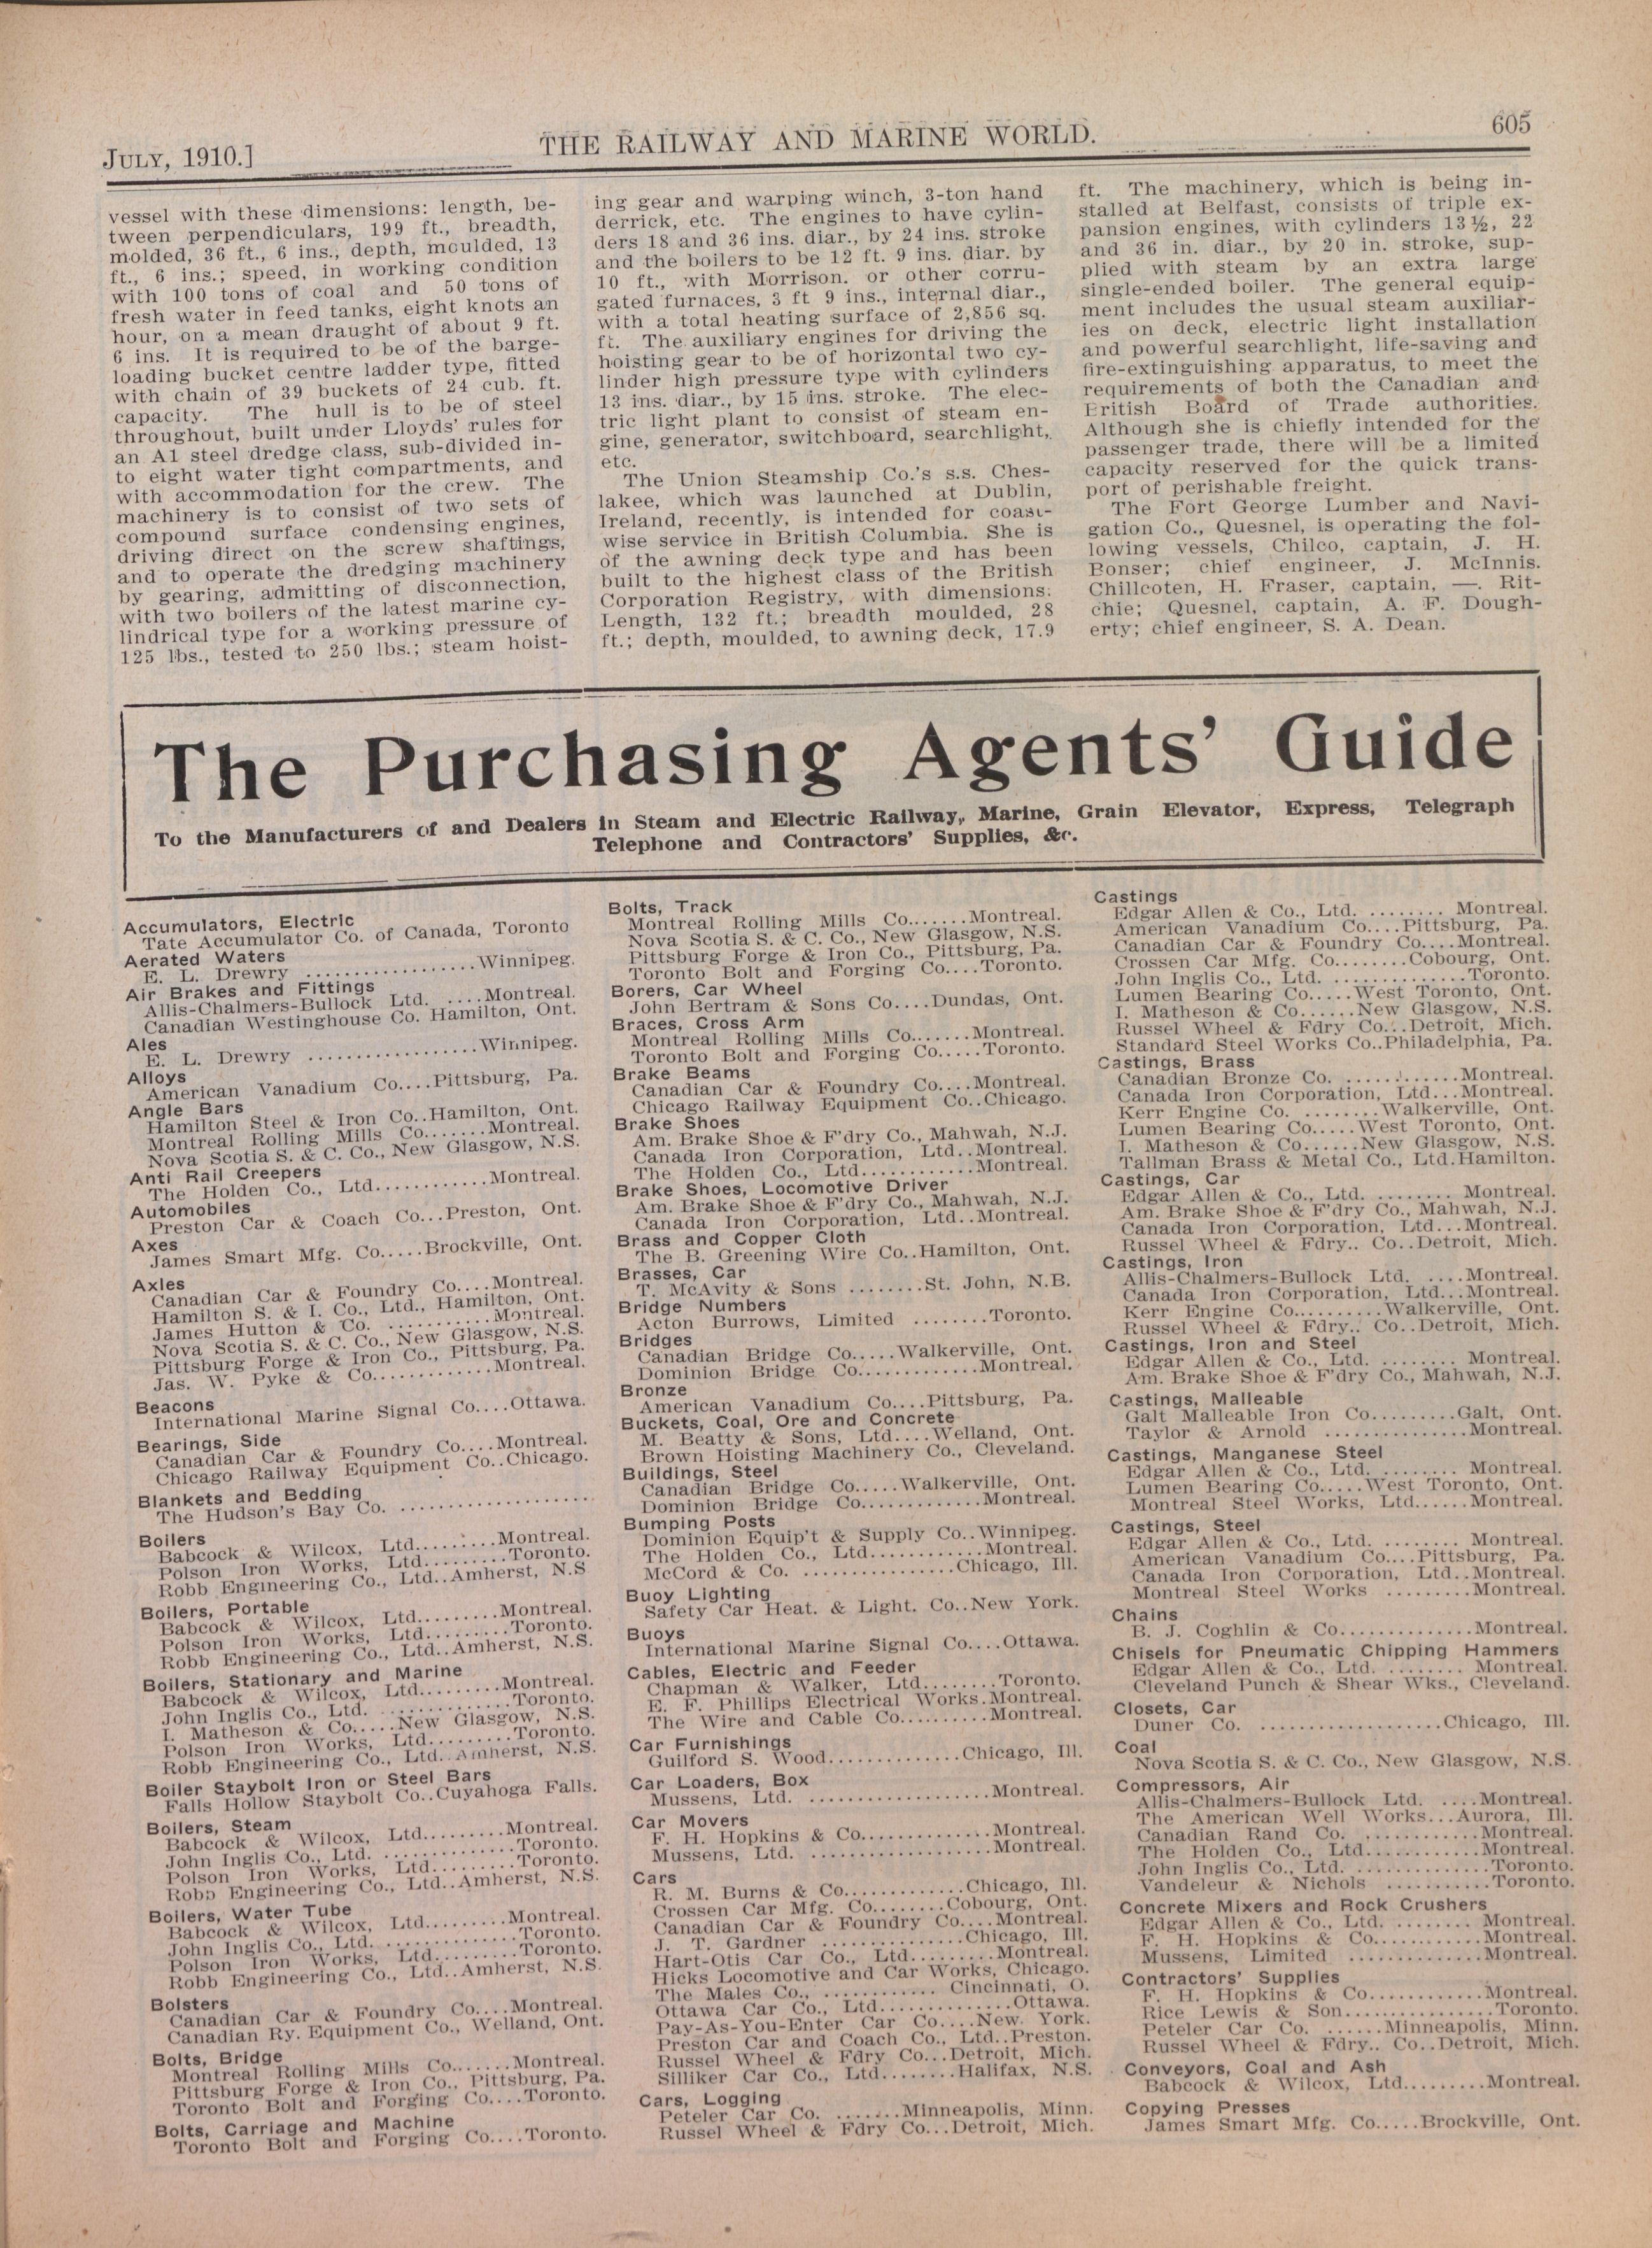 JULY, 1910.]
THE RAILWAY AND MARINE WORLD.
605
vessel with these dimensions: length, be-
tween perpendiculars, 199 ft., breadth,
molded, 36 ft., 6 ins., depth, moulded, 13
ft., 6 ins.; speed, in working condition
with 100 tons of coal and 50 tons of
fresh water in feed tanks, eight knots an
hour, on a mean draught of about 9 ft.
6 ins. It is required to be of the barge-
loading bucket centre ladder type, fitted
with chain of 39 buckets of 24 cub. ft.
capacity. The hull is to be of steel
throughout, built under Lloyds' rules for
an A1 steel dredge class, sub-divided in-
to eight water tight compartments, and
with accommodation for the crew. The
machinery is to consist of two sets of
compound surface condensing engines,
driving direct on the screw shaftings,
and to operate the dredging machinery
by gearing, admitting of disconnection,
with two boilers of the latest marine cy-
lindrical type for a working pressure of
125 lbs., tested to 250 lbs.; steam hoist-
ing gear and warping winch, 3-ton hand
derrick, etc. The engines to have cylin-
ders 18 and 36 ins. diar., by 24 ins. stroke
and the boilers to be 12 ft. 9 ins. diar. by
10 ft., with Morrison. or other corru-
gated furnaces, 3 ft 9 ins., internal diar.,
with a total heating surface of 2,856 sq.
ft. The auxiliary engines for driving the
hoisting gear to be of horizontal two cy-
linder high pressure type with cylinders
13 ins. diar., by 15 ins. stroke. The elec-
tric light plant to consist of steam en-
gine, generator, switchboard, searchlight,
etc.
The Union Steamship Co.'s s.s. Ches-
lakee, which was launched at Dublin,
Ireland, recently, is intended for coast-
wise service in British Columbia. She is
of the awning deck type and has been
built to the highest class of the British
Corporation Registry, with dimensions:
Length, 132 ft.; breadth moulded, 28
ft.; depth, moulded, to awning deck, 17.9
ft. The machinery, which is being in-
stalled at Belfast, consists of triple ex-
pansion engines, with cylinders 13½, 22
and 36 in. diar., by 20 in. stroke, sup-
plied with steam by an extra large
single-ended boiler. The general equip-
ment includes the usual steam auxiliar-
ies on deck, electric light installation
and powerful searchlight, life-saving and
fire-extinguishing apparatus, to meet the
requirements of both the Canadian and
British Board of Trade authorities.
Although she is chiefly intended for the
passenger trade, there will be a limited
capacity reserved for the quick trans-
port of perishable freight.
The Fort George Lumber and Navi-
gation Co., Quesnel, is operating the fol-
lowing vessels, Chilco, captain, J. H.
Bonser; chief engineer, J. McInnis.
Chillcoten, H. Fraser, captain, —. Rit-
chie; Quesnel, captain, A. F. Dough-
erty; chief engineer, S. A. Dean.
The Purchasing Agents' Guide
To the Manufacturers of and Dealers in Steam and Electric Railway, Marine, Grain Elevator, Express, Telegraph
Telephone and Contractors' Supplies, &c.
Accumulators, Electric
Tate Accumulator Co. of Canada, Toronto
Aerated Waters
E. L. Drewry ..................Winnipeg.
Air Brakes and Fittings
Allis-Chalmers-Bullock Ltd. ....Montreal.
Canadian Westinghouse Co. Hamilton, Ont.
Ales
E. L. Drewry ..................Winnipeg.
Alloys
American Vanadium Co....Pittsburg, Pa.
Angle Bars
Hamilton Steel & Iron Co..Hamilton, Ont.
Montreal Rolling Mills Co.......Montreal.
Nova Scotia S. & C. Co., New Glasgow, N.S.
Anti Rail Creepers
The Holden Co., Ltd............Montreal.
Automobiles
Preston Car & Coach Co...Preston, Ont.
Axes
James Smart Mfg. Co.....Brockville, Ont.
Axles
Canadian Car & Foundry Co....Montreal.
Hamilton S. & I. Co., Ltd., Hamilton, Ont.
James Hutton & Co. ...........Montreal.
Nova Scotia S. & C. Co., New Glasgow, N.S.
Pittsburg Forge & Iron Co., Pittsburg, Pa.
Jas. W. Pyke & Co.............Montreal.
Beacons
International Marine Signal Co....Ottawa.
Bearings, Side
Canadian Car & Foundry Co....Montreal.
Chicago Railway Equipment Co..Chicago.
Blankets and Bedding
The Hudson's Bay Co. ....................
Boilers
Babcock & Wilcox, Ltd.........Montreal.
Polson Iron Works, Ltd.........Toronto.
Robb Engineering Co., Ltd..Amherst, N.S
Boilers, Portable
Babcock & Wilcox, Ltd.........Montreal.
Polson Iron Works, Ltd.........Toronto.
Robb Engineering Co., Ltd..Amherst, N.S.
Boilers, Stationary and Marine
Babcock & Wilcox, Ltd.........Montreal.
John Inglis Co., Ltd. ..............Toronto.
I. Matheson & Co.....New Glasgow, N.S.
Polson Iron Works, Ltd.........Toronto.
Robb Engineering Co., Ltd..Amherst, N.S.
Boiler Staybolt Iron or Steel Bars
Falls Hollow Staybolt Co..Cuyahoga Falls.
Boilers, Steam
Babcock & Wilcox, Ltd.........Montreal.
John Inglis Co., Ltd. ..............Toronto.
Polson Iron Works, Ltd.........Toronto.
Robb Engineering Co., Ltd..Amherst, N.S.
Boilers, Water Tube
Babcock & Wilcox, Ltd.........Montreal.
John Inglis Co., Ltd. ..............Toronto.
Polson Iron Works, Ltd.........Toronto.
Robb Engineering Co., Ltd..Amherst, N.S.
Bolsters
Canadian Car & Foundry Co....Montreal.
Canadian Ry. Equipment Co., Welland, Ont.
Bolts, Bridge
Montreal Rolling Mills Co.......Montreal.
Pittsburg Forge & Iron Co., Pittsburg, Pa.
Toronto Bolt and Forging Co....Toronto.
Bolts, Carriage and Machine
Toronto Bolt and Forging Co....Toronto.
Bolts, Track
Montreal Rolling Mills Co.......Montreal.
Nova Scotia S. & C. Co., New Glasgow, N.S.
Pittsburg Forge & Iron Co., Pittsburg, Pa.
Toronto Bolt and Forging Co....Toronto.
Borers, Car Wheel
John Bertram & Sons Co....Dundas, Ont.
Braces, Cross Arm
Montreal Rolling Mills Co.......Montreal.
Toronto Bolt and Forging Co.....Toronto.
Brake Beams
Canadian Car & Foundry Co....Montreal.
Chicago Railway Equipment Co..Chicago.
Brake Shoes
Am. Brake Shoe & F'dry Co., Mahwah, N.J.
Canada Iron Corporation, Ltd..Montreal.
The Holden Co., Ltd............Montreal.
Brake Shoes, Locomotive Driver
Am. Brake Shoe & F'dry Co., Mahwah, N.J.
Canada Iron Corporation, Ltd..Montreal.
Brass and Copper Cloth
The B. Greening Wire Co..Hamilton, Ont.
Brasses, Car
T. McAvity & Sons ........St. John, N.B.
Bridge Numbers
Acton Burrows, Limited ........Toronto.
Bridges
Canadian Bridge Co.....Walkerville, Ont.
Dominion Bridge Co.............Montreal.
Bronze
American Vanadium Co....Pittsburg, Pa.
Buckets, Coal, Ore and Concrete
M. Beatty & Sons, Ltd....Welland, Ont.
Brown Hoisting Machinery Co., Cleveland.
Buildings, Steel
Canadian Bridge Co.....Walkerville, Ont.
Dominion Bridge Co.............Montreal.
Bumping Posts
Dominion Equip't & Supply Co..Winnipeg.
The Holden Co., Ltd............Montreal.
McCord & Co. ................Chicago, Ill.
Buoy Lighting
Safety Car Heat. & Light. Co..New York.
Buoys
International Marine Signal Co....Ottawa.
Cables, Electric and Feeder
Chapman & Walker, Ltd........Toronto.
E. F. Phillips Electrical Works.Montreal.
The Wire and Cable Co..........Montreal.
Car Furnishings
Guilford S. Wood..............Chicago, Ill.
Car Loaders, Box
Mussens, Ltd. ...................Montreal.
Car Movers
F. H. Hopkins & Co..............Montreal.
Mussens, Ltd. ...................Montreal.
Cars
R. M. Burns & Co.............Chicago, Ill.
Crossen Car Mfg. Co........Cobourg, Ont.
Canadian Car & Foundry Co....Montreal.
J. T. Gardner ...............Chicago, Ill.
Hart-Otis Car Co., Ltd.........Montreal.
Hicks Locomotive and Car Works, Chicago.
The Males Co., ............ Cincinnati, O.
Ottawa Car Co., Ltd..............Ottawa.
Pay-As-You-Enter Car Co....New. York.
Preston Car and Coach Co., Ltd..Preston.
Russel Wheel & Fdry Co...Detroit, Mich.
Silliker Car Co., Ltd........Halifax, N.S.
Cars, Logging
Peteler Car Co. .......Minneapolis, Minn.
Russel Wheel & Fdry Co...Detroit, Mich.
Castings
Edgar Allen & Co., Ltd. ........ Montreal.
American Vanadium Co....Pittsburg, Pa.
Canadian Car & Foundry Co....Montreal.
Crossen Car Mfg. Co........Cobourg, Ont.
John Inglis Co., Ltd. ..............Toronto.
Lumen Bearing Co.....West Toronto, Ont.
I. Matheson & Co......New Glasgow, N.S.
Russel Wheel & Fdry Co...Detroit, Mich.
Standard Steel Works Co..Philadelphia, Pa.
Castings, Brass
Canadian Bronze Co. .............Montreal.
Canada Iron Corporation, Ltd...Montreal.
Kerr Engine Co. ........Walkerville, Ont.
Lumen Bearing Co.....West Toronto, Ont.
I. Matheson & Co......New Glasgow, N.S.
Tallman Brass & Metal Co., Ltd.Hamilton.
Castings, Car
Edgar Allen & Co., Ltd. ........ Montreal.
Am. Brake Shoe & F'dry Co., Mahwah, N.J.
Canada Iron Corporation, Ltd...Montreal.
Russel Wheel & Fdry.. Co..Detroit, Mich.
Castings, Iron
Allis-Chalmers-Bullock Ltd. ....Montreal.
Canada Iron Corporation, Ltd...Montreal.
Kerr Engine Co..........Walkerville, Ont.
Russel Wheel & Fdry.. Co..Detroit, Mich.
Castings, Iron and Steel
Edgar Allen & Co., Ltd. ........ Montreal.
Am. Brake Shoe & F'dry Co., Mahwah, N.J.
Castings, Malleable
Galt Malleable Iron Co.........Galt, Ont.
Taylor & Arnold ...............Montreal.
Castings, Manganese Steel
Edgar Allen & Co., Ltd. ........ Montreal.
Lumen Bearing Co.....West Toronto, Ont.
Montreal Steel Works, Ltd......Montreal.
Castings, Steel
Edgar Allen & Co., Ltd. ........ Montreal.
American Vanadium Co....Pittsburg, Pa.
Canada Iron Corporation, Ltd..Montreal.
Montreal Steel Works .........Montreal.
Chains
B. J. Coghlin & Co..............Montreal.
Chisels for Pneumatic Chipping Hammers
Edgar Allen & Co., Ltd. ........ Montreal.
Cleveland Punch & Shear Wks., Cleveland.
Closets, Car
Duner Co. ...................Chicago, Ill.
Coal
Nova Scotia S. & C. Co., New Glasgow, N.S.
Compressors, Air
Allis-Chalmers-Bullock Ltd. ....Montreal.
The American Well Works...Aurora, Ill.
Canadian Rand Co. ............Montreal.
The Holden Co., Ltd............Montreal.
John Inglis Co., Ltd. ..............Toronto.
Vandeleur & Nichols ...........Toronto.
Concrete Mixers and Rock Crushers
Edgar Allen & Co., Ltd. ........ Montreal.
F. H. Hopkins & Co............Montreal.
Mussens, Limited ..............Montreal.
Contractors' Supplies
F. H. Hopkins & Co............Montreal.
Rice Lewis & Son................Toronto.
Peteler Car Co. ......Minneapolis, Minn.
Russel Wheel & Fdry.. Co..Detroit, Mich.
Conveyors, Coal and Ash
Babcock & Wilcox, Ltd.........Montreal.
Copying Presses
James Smart Mfg. Co.....Brockville, Ont.